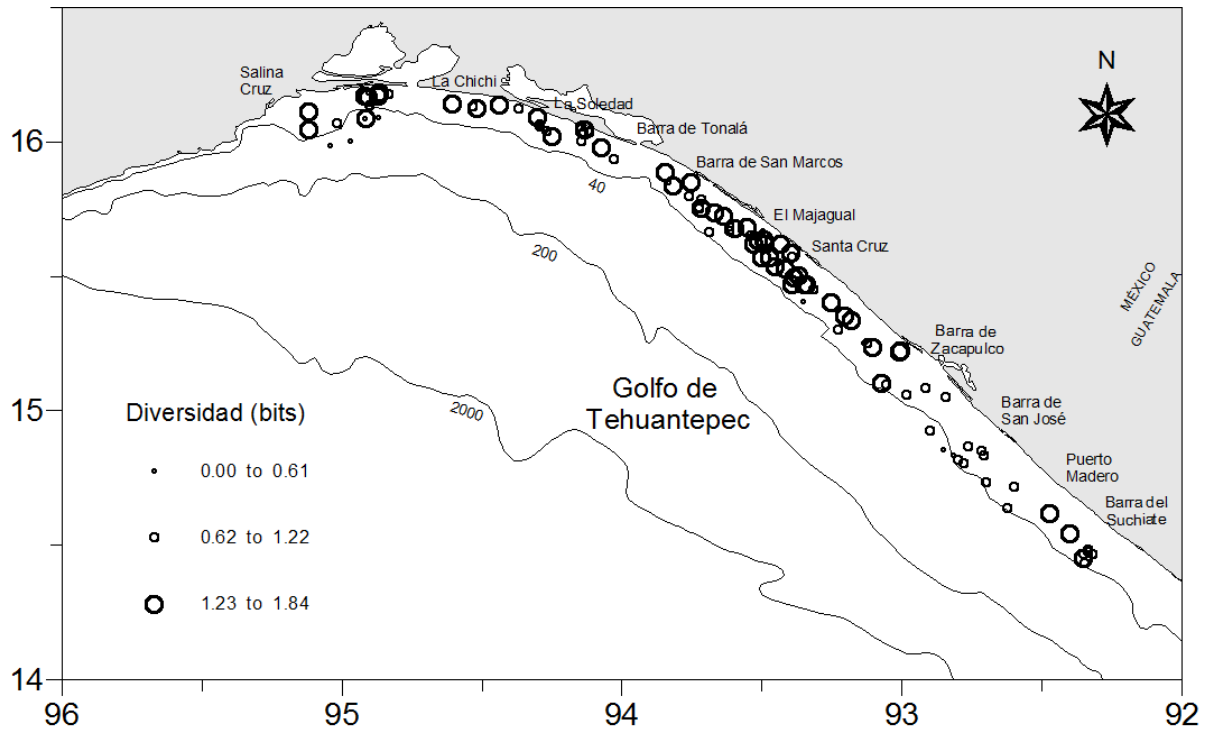 N
Salina
Cruz
La Chichi
La Soledad
Barra de Tonalá
Barra de San Marcos
El Majagual
Santa Cruz
MÉXICO
GUATEMALA
Barra de
Zacapulco
Barra de
San José
Puerto
Madero
Barra del
Suchiate
40
200
2000
Golfo de
Tehuantepec
Diversidad (bits)
0.00 to 0.61
0.62 to 1.22
1.23 to 1.84
16
15
14
96
95
94
93
92